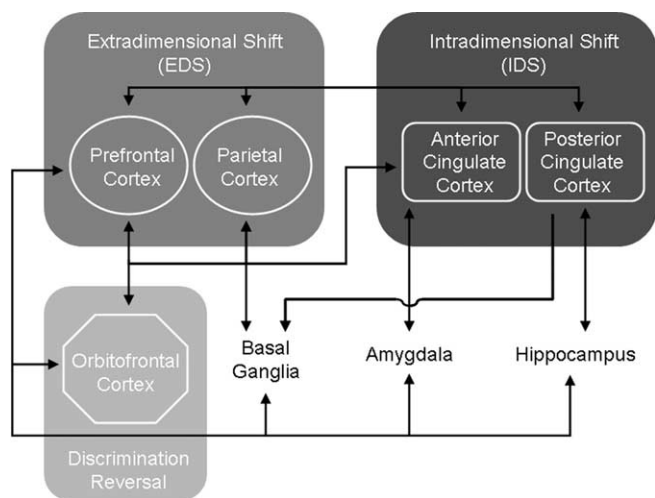 Extradimensional Shift
(EDS)
Intradimensional Shift
(IDS)
Prefrontal
Cortex
Parietal
Cortex
Anterior
Cingulate
Cortex
Posterior
Cingulate
Cortex
Orbitofrontal
Cortex
Basal
Ganglia
Amygdala
Hippocampus
Discrimination
Reversal